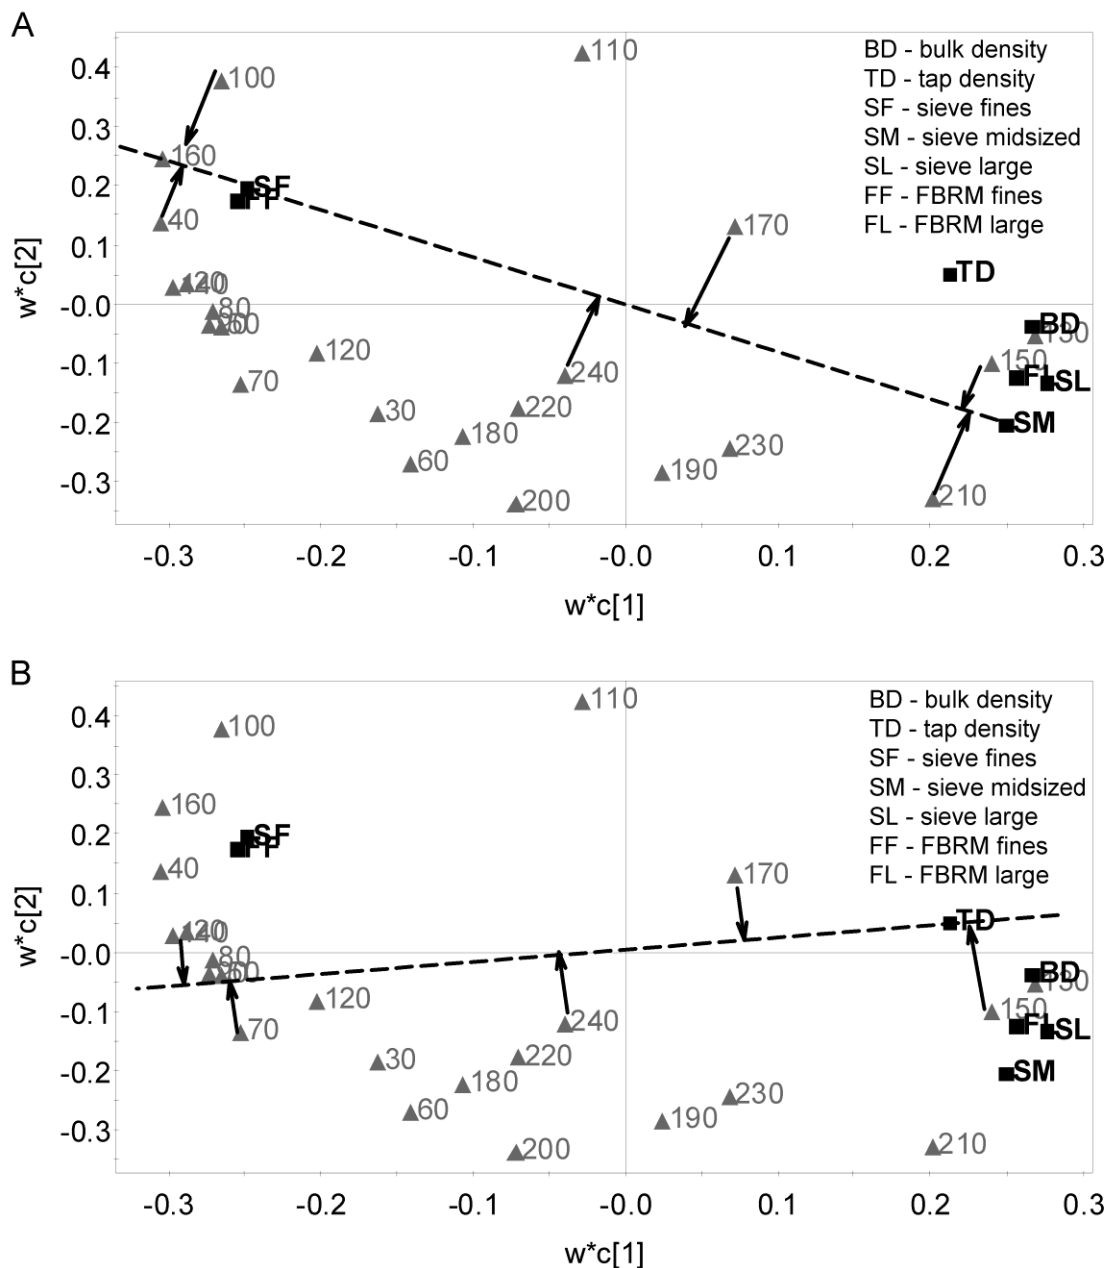 A
0.4
0.3
0.2
0.1
-0.0
-0.1
-0.2
-0.3
w*c[2]
100
110
160
40
SF
170
80
120
70
30
240
220
180
60
200
190
230
210
150
TD
BD
SL
SM
BD - bulk density
TD - tap density
SF - sieve fines
SM - sieve midsized
SL - sieve large
FF - FBRM fines
FL - FBRM large
-0.3 -0.2 -0.1 -0.0 0.1 0.2 0.3
w*c[1]
B
0.4
0.3
0.2
0.1
-0.0
-0.1
-0.2
-0.3
w*c[2]
100
110
160
40
SF
170
80
120
70
30
240
220
180
60
200
190
230
210
150
TD
BD
SL
SM
BD - bulk density
TD - tap density
SF - sieve fines
SM - sieve midsized
SL - sieve large
FF - FBRM fines
FL - FBRM large
-0.3 -0.2 -0.1 -0.0 0.1 0.2 0.3
w*c[1]